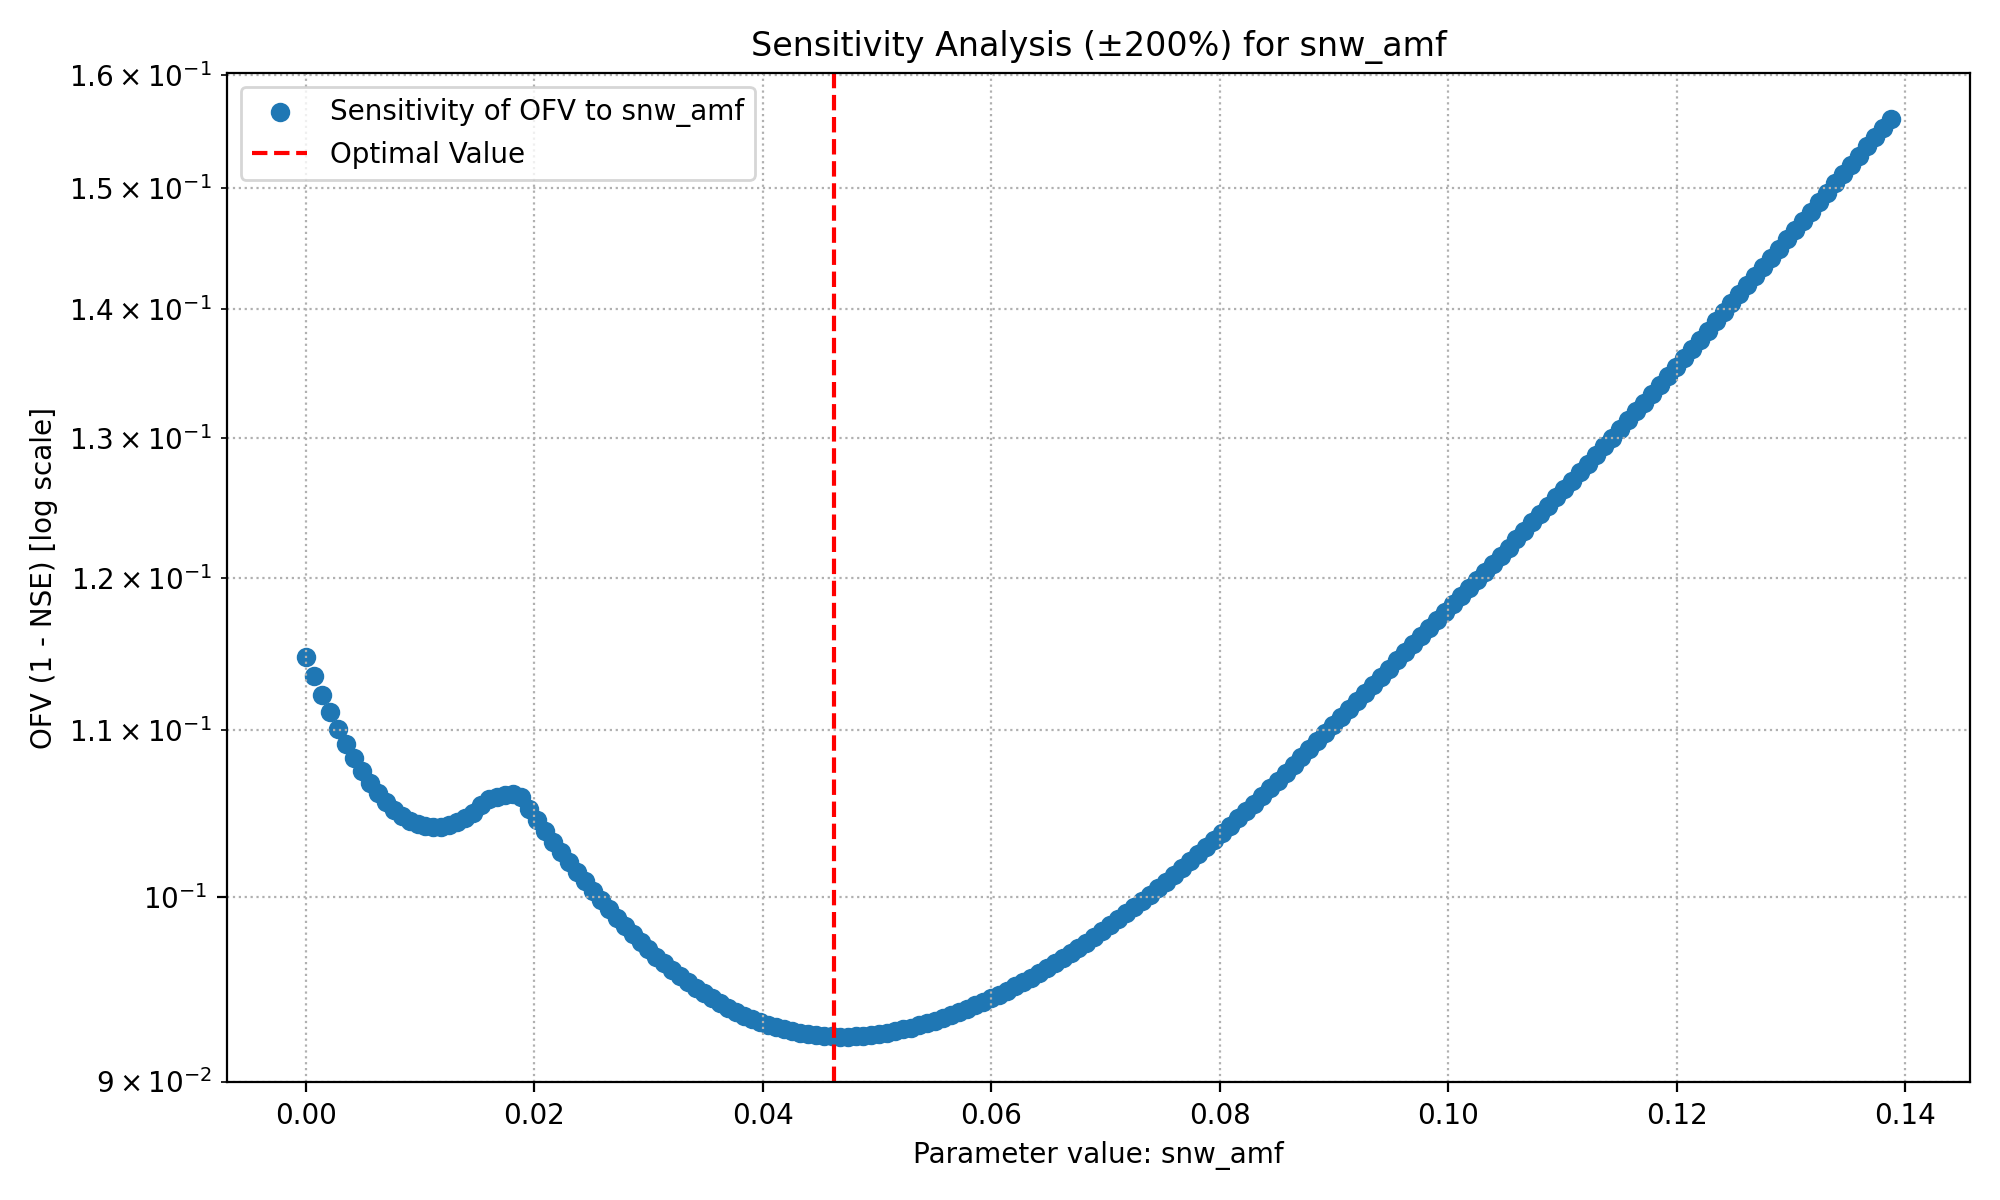 Sensitivity Analysis (±200%) for snw_amf
Sensitivity of OFV to snw_amf
Optimal Value
OFV (1 - NSE) [log scale]
1.6 × 10⁻¹
1.5 × 10⁻¹
1.4 × 10⁻¹
1.3 × 10⁻¹
1.2 × 10⁻¹
1.1 × 10⁻¹
10⁻¹
9 × 10⁻²
0.00 0.02 0.04 0.06 0.08 0.10 0.12 0.14
Parameter value: snw_amf